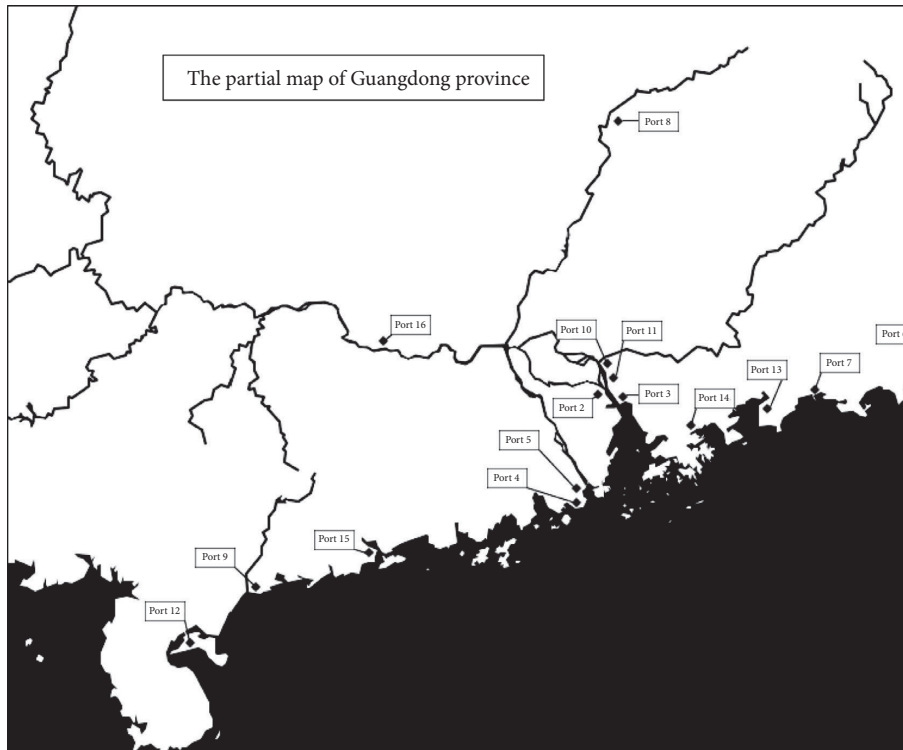 The partial map of Guangdong province
Port 8
Port 16
Port 10
Port 11
Port
Port 13
Port 7
Port 2
Port 3
Port 14
Port 5
Port 4
Port 15
Port 9
Port 12